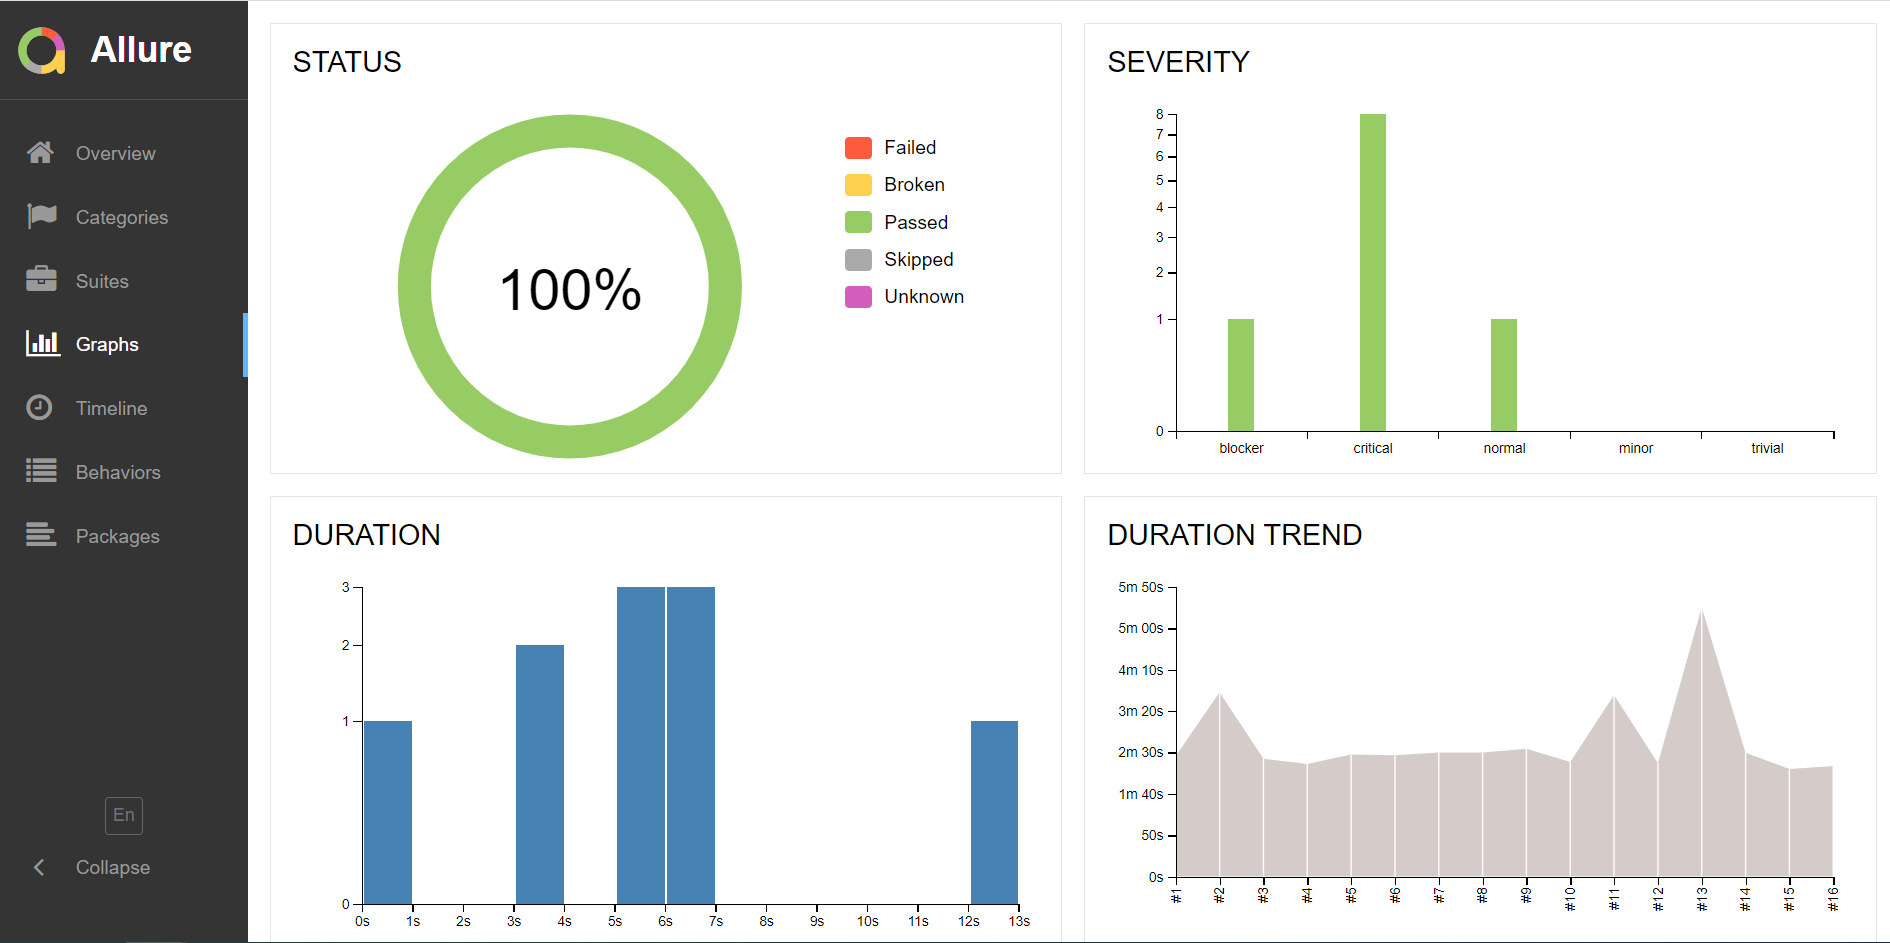 Allure
Overview
Categories
Suites
Graphs
Timeline
Behaviors
Packages
En
Collapse
STATUS
100%
Failed
Broken
Passed
Skipped
Unknown
SEVERITY
8
7
6
5
4
3
2
1
0
blocker critical normal minor trivial
DURATION
3
2
1
0
0s 1s 2s 3s 4s 5s 6s 7s 8s 9s 10s 11s 12s 13s
DURATION TREND
5m 50s
5m 00s
4m 10s
3m 20s
2m 30s
1m 40s
50s
0s
#1 #2 #3 #4 #5 #6 #7 #8 #9 #10 #11 #12 #13 #14 #15 #16